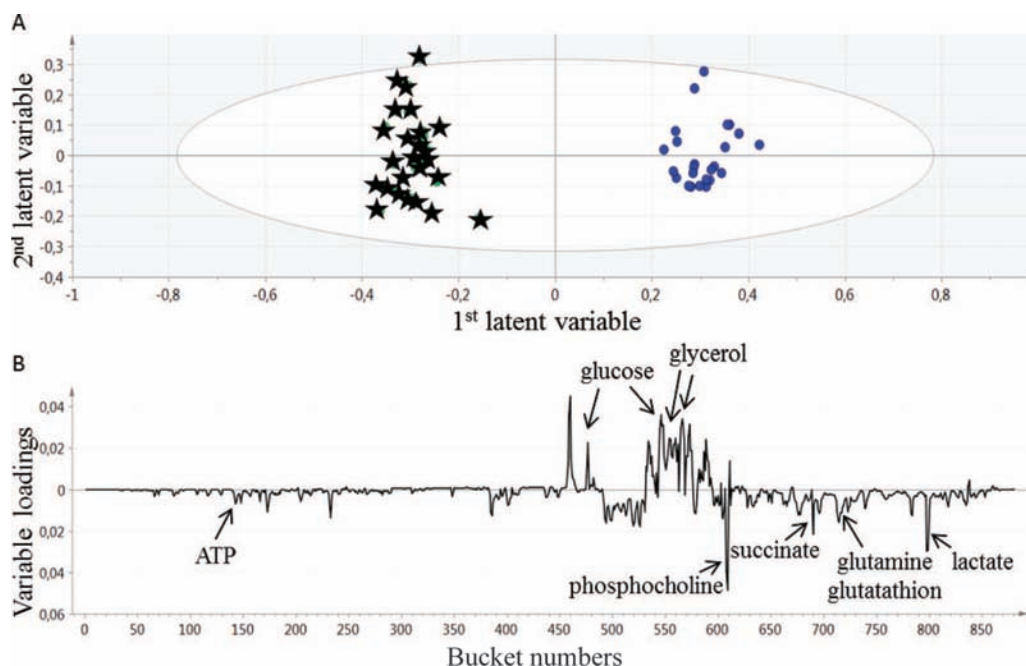 A
2nd latent variable
0,3
0,2
0,1
0
-0,1
-0,2
-0,3
-0,4
-1 -0,8 -0,6 -0,4 -0,2 0 0,2 0,4 0,6 0,8
1st latent variable
B
Variable loadings
0,04
0,02
0
0,02
0,04
0,06
glucose
glycerol
ATP
phosphocholine
succinate
glutamine
glutatathion
lactate
0 50 100 150 200 250 300 350 400 450 500 550 600 650 700 750 800 850
Bucket numbers